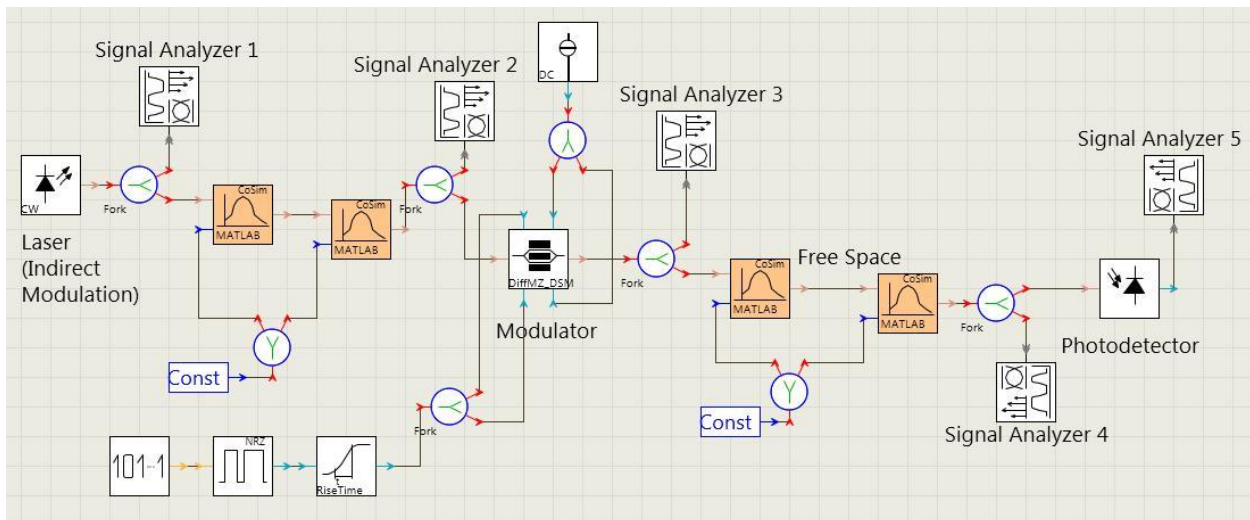 Signal Analyzer 1
Signal Analyzer 2
DC
Signal Analyzer 3
Signal Analyzer 5
CW
Fork
CoSim
MATLAB
CoSim
MATLAB
Fork
Laser
(Indirect
Modulation)
DiffMZ_DSM
Modulator
Fork
Free Space
CoSim
MATLAB
CoSim
MATLAB
Fork
Photodetector
Const
Const
Signal Analyzer 4
Fork
101-1
NRZ
t
RiseTime